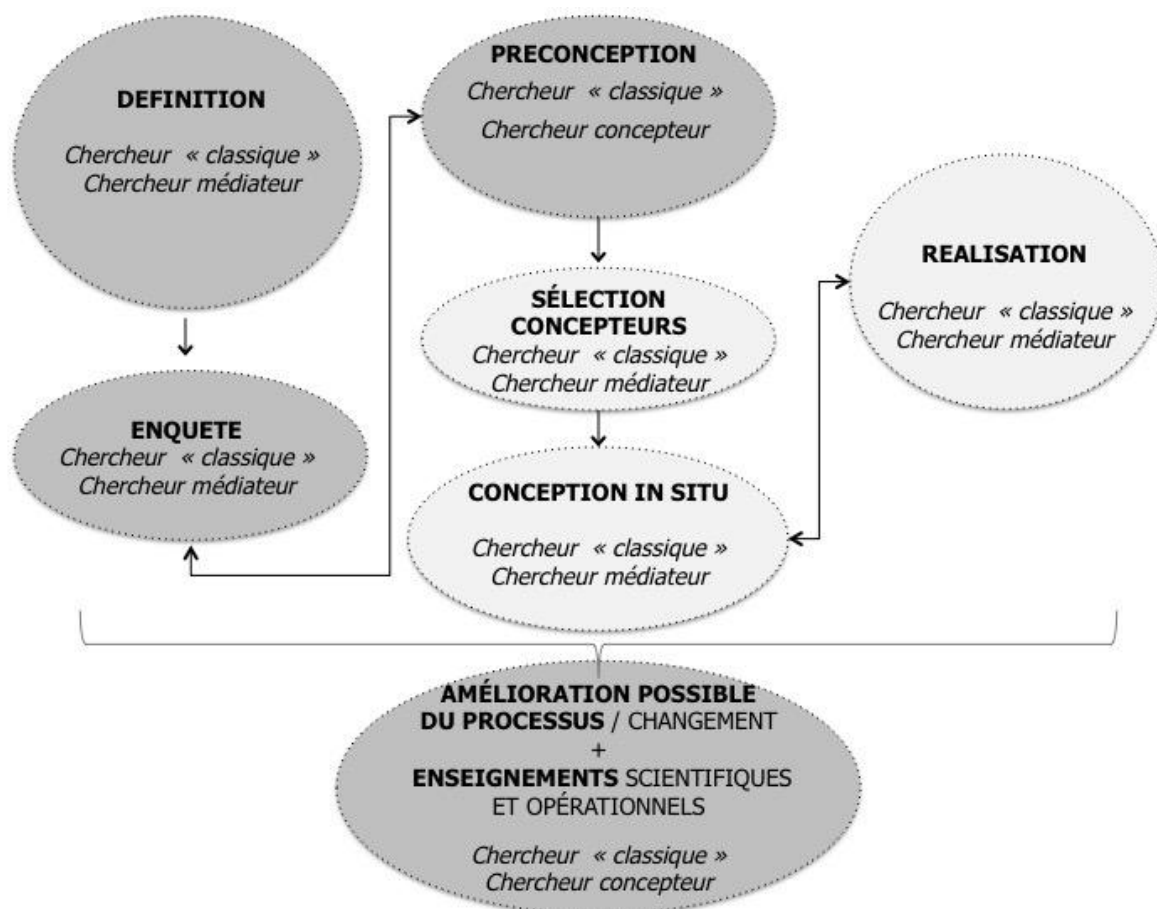 DEFINITION
Chercheur « classique »
Chercheur médiateur
ENQUETE
Chercheur « classique »
Chercheur médiateur
PRECONCEPTION
Chercheur « classique »
Chercheur concepteur
SÉLECTION
CONCEPTEURS
Chercheur « classique »
Chercheur médiateur
CONCEPTION IN SITU
Chercheur « classique »
Chercheur médiateur
REALISATION
Chercheur « classique »
Chercheur médiateur
AMÉLIORATION POSSIBLE
DU PROCESSUS / CHANGEMENT
+
ENSEIGNEMENTS SCIENTIFIQUES
ET OPÉRATIONNELS
Chercheur « classique »
Chercheur concepteur